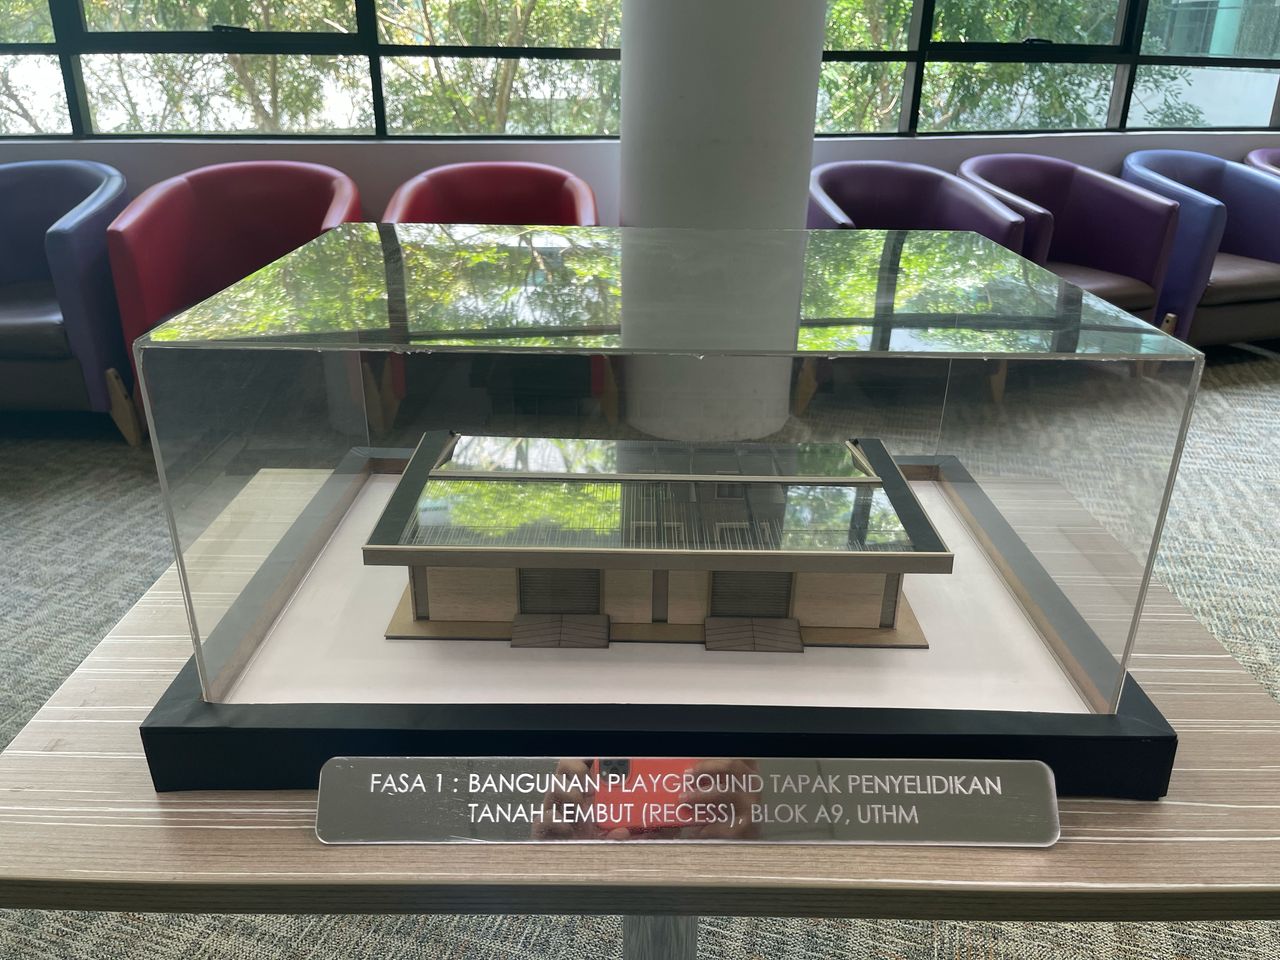 FASA 1 : BANGUNAN PLAYGROUND TAPAK PENYELIDIKAN
TANAH LEMBUT (RECESS), BLOK A9, UTHM